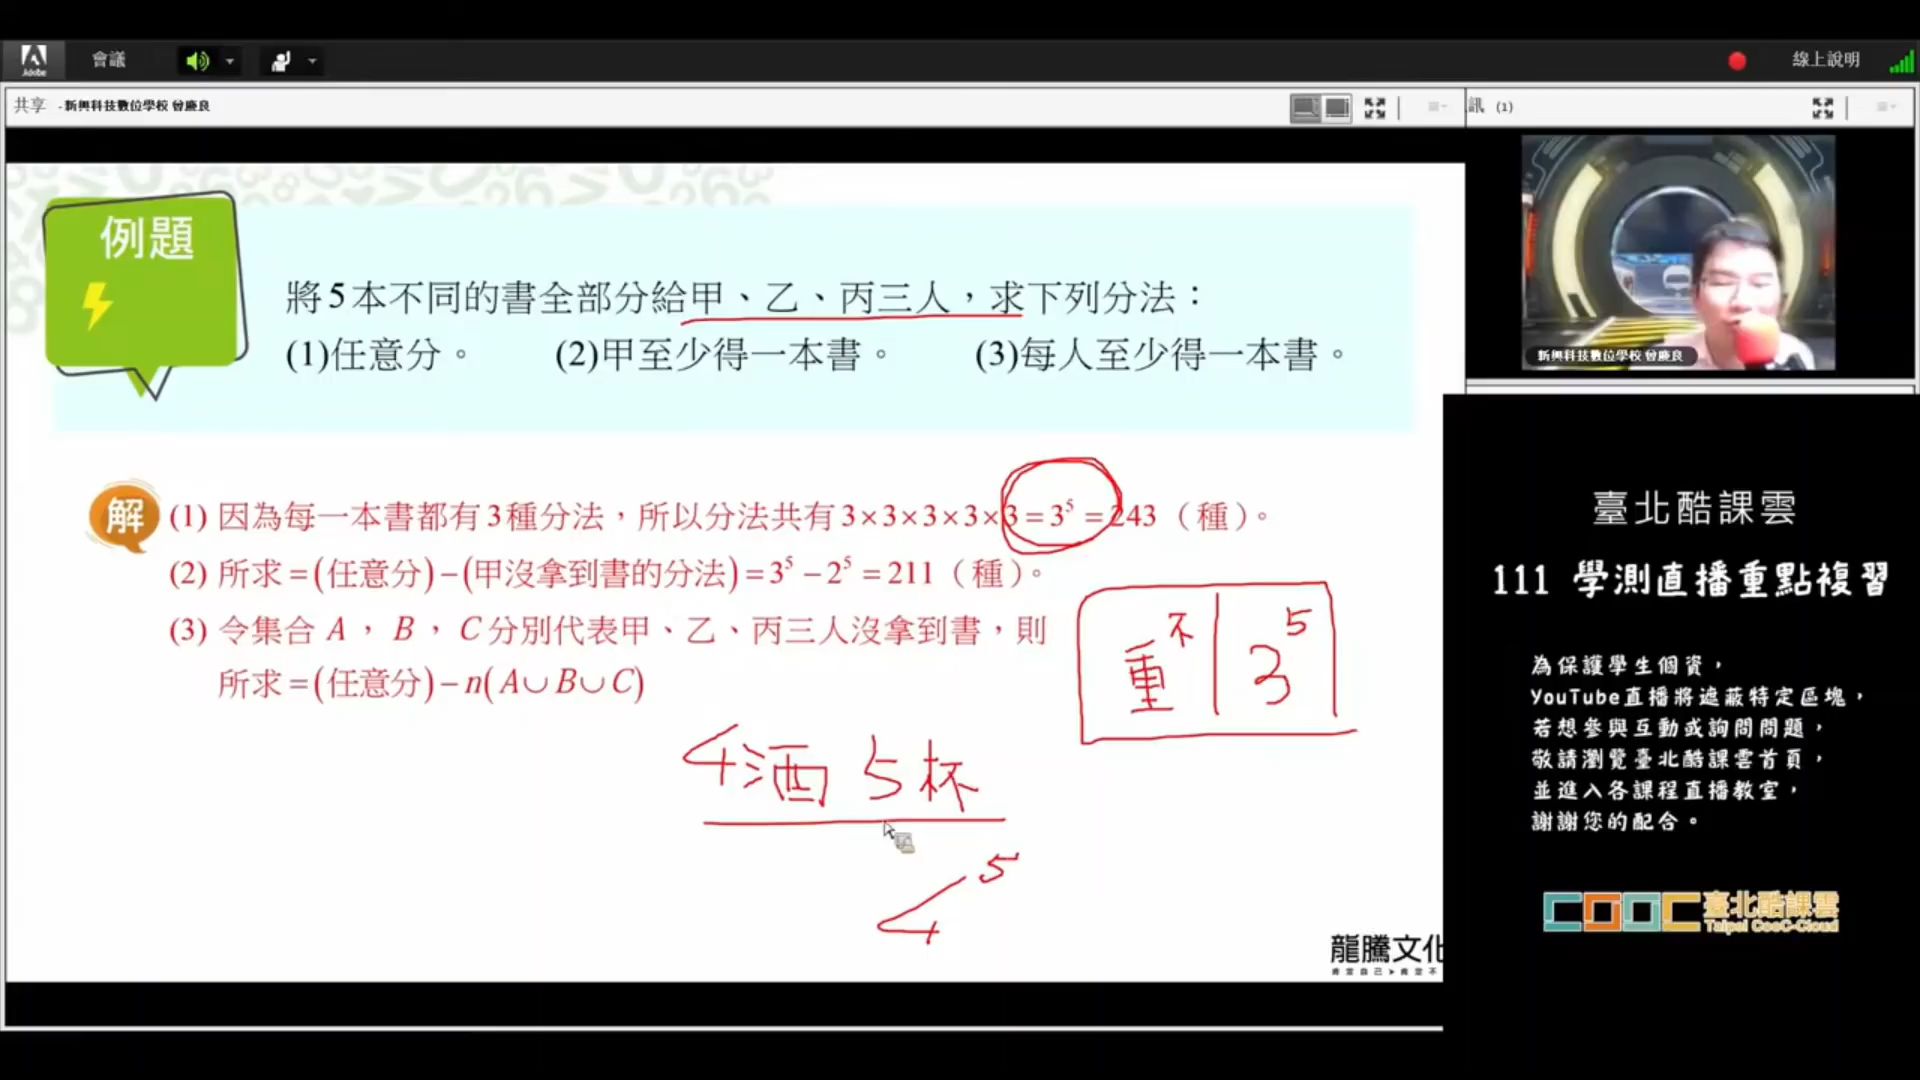 Adobe
會議
線上說明
共享 - 新興科技數位學校 曾慶良
訊 (1)
例題
將5本不同的書全部分給甲、乙、丙三人,求下列分法:
(1)任意分。 (2)甲至少得一本書。 (3)每人至少得一本書。
新興科技數位學校 曾慶良
解
(1) 因為每一本書都有3種分法,所以分法共有 3×3×3×3×3=3⁵=243(種)。
(2) 所求=(任意分)−(甲沒拿到書的分法)=3⁵−2⁵=211(種)。
(3) 令集合 A, B, C 分別代表甲、乙、丙三人沒拿到書,則
所求=(任意分)−n(A∪B∪C)
重不 | 3⁵
4酒 5杯
4⁵
龍騰文化
臺北酷課雲
111 學測直播重點複習
為保護學生個資,
YouTube直播將遮蔽特定區塊,
若想參與互動或詢問問題,
敬請瀏覽臺北酷課雲首頁,
並進入各課程直播教室,
謝謝您的配合。
COOC 臺北酷課雲
Taipei CooC-Cloud